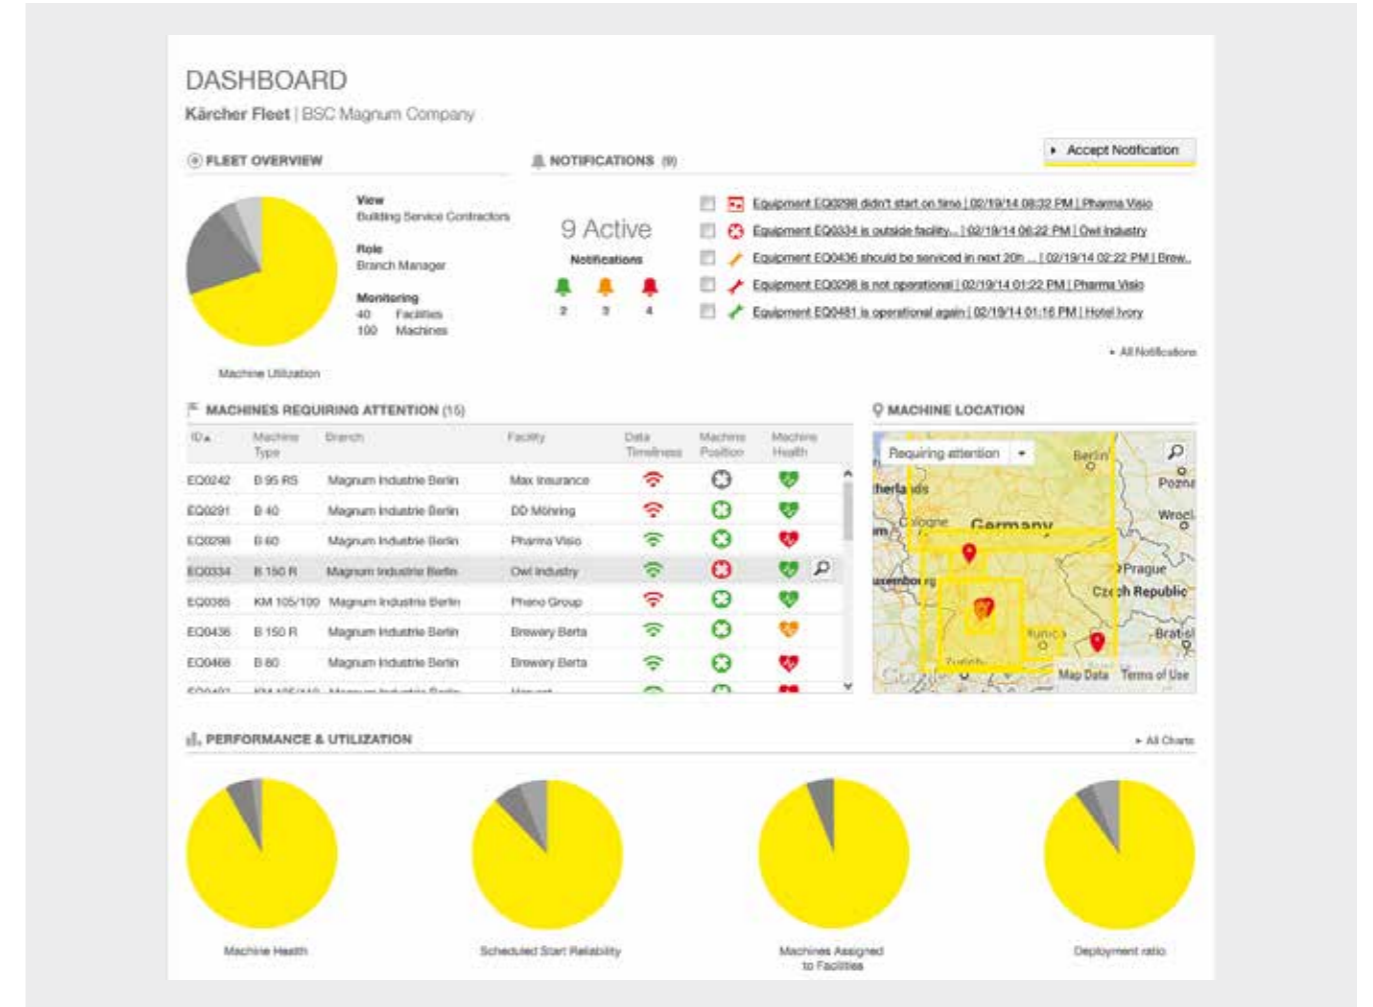 DASHBOARD
Kärcher Fleet | BSC Magnum Company
FLEET OVERVIEW
View
Building Service Contractors
Role
Branch Manager
Monitoring
40 Facilities
100 Machines
Machine Utilization
NOTIFICATIONS (9)
Accept Notification
9 Active
Notifications
2 3 4
Equipment EQ0298 didn't start on time | 02/19/14 08:32 PM | Pharma Visio
Equipment EQ0334 is outside facility... | 02/19/14 06:22 PM | Owl Industry
Equipment EQ0436 should be serviced in next 20h ... | 02/19/14 02:22 PM | Brew..
Equipment EQ0298 is not operational | 02/19/14 01:22 PM | Pharma Visio
Equipment EQ0481 is operational again | 02/19/14 01:16 PM | Hotel Ivory
All Notifications
MACHINES REQUIRING ATTENTION (15)
ID Machine Type Branch Facility Data Timeliness Machine Position Machine Health
EQ0242 B 95 RS Magnum Industrie Berlin Max Insurance
EQ0291 B 40 Magnum Industrie Berlin DD Möhring
EQ0298 B 60 Magnum Industrie Berlin Pharma Visio
EQ0334 B 150 R Magnum Industrie Berlin Owl Industry
EQ0385 KM 105/100 Magnum Industrie Berlin Pheno Group
EQ0436 B 150 R Magnum Industrie Berlin Brewery Berta
EQ0468 B 80 Magnum Industrie Berlin Brewery Berta
MACHINE LOCATION
Requiring attention
Berlin
Pozna
therlands
Wrocl
Cologne
Germany
Prague
uxembourg
Czech Republic
Munich
Bratisl
Zurich
Google
Map Data Terms of Use
PERFORMANCE & UTILIZATION
All Charts
Machine Health
Scheduled Start Reliability
Machines Assigned
to Facilities
Deployment ratio